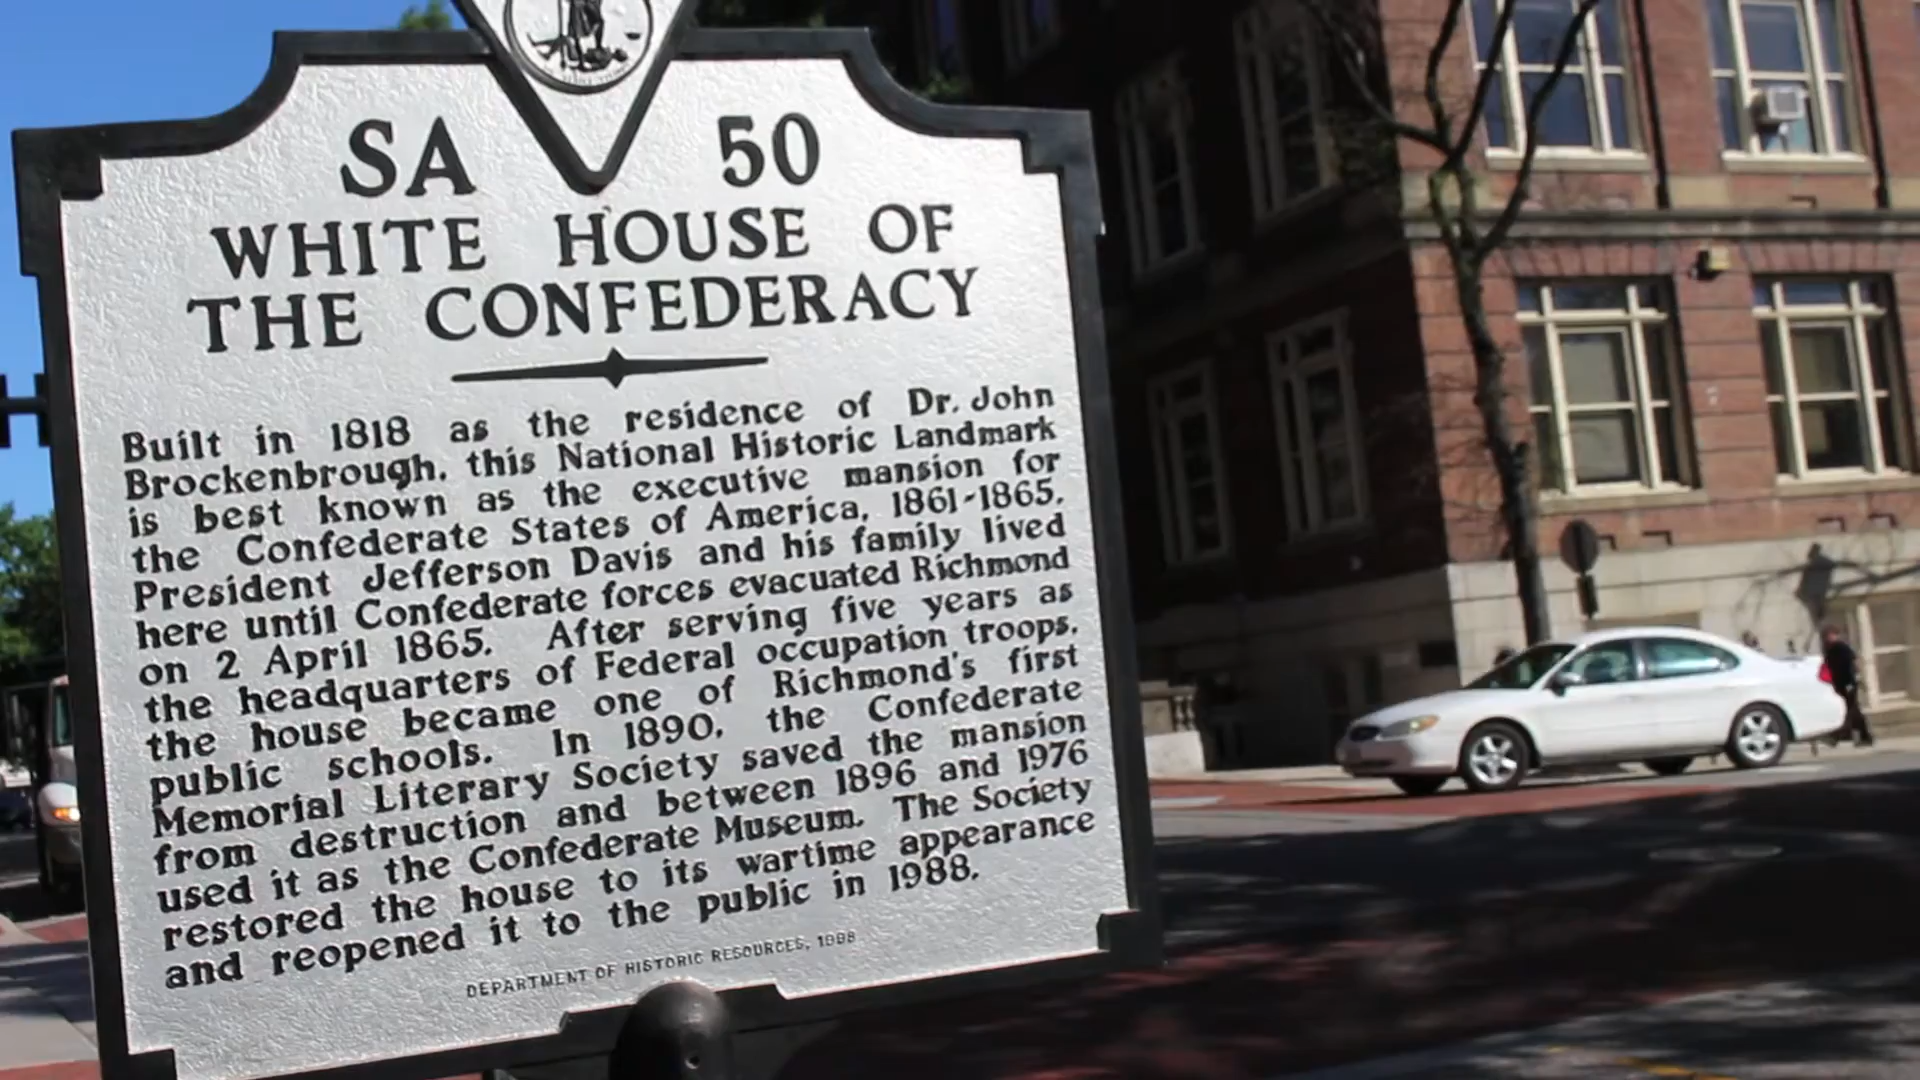 SA 50
WHITE HOUSE OF
THE CONFEDERACY
Built in 1818 as the residence of Dr. John
Brockenbrough, this National Historic Landmark
is best known as the executive mansion for
the Confederate States of America, 1861-1865.
President Jefferson Davis and his family lived
here until Confederate forces evacuated Richmond
on 2 April 1865. After serving five years as
the headquarters of Federal occupation troops,
the house became one of Richmond's first
public schools. In 1890, the Confederate
Memorial Literary Society saved the mansion
from destruction and between 1896 and 1976
used it as the Confederate Museum. The Society
restored the house to its wartime appearance
and reopened it to the public in 1988.
DEPARTMENT OF HISTORIC RESOURCES, 1998